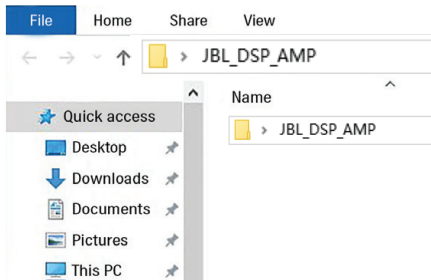 File Home Share View
JBL_DSP_AMP
Quick access
Desktop
Downloads
Documents
Pictures
This PC
Name
JBL_DSP_AMP